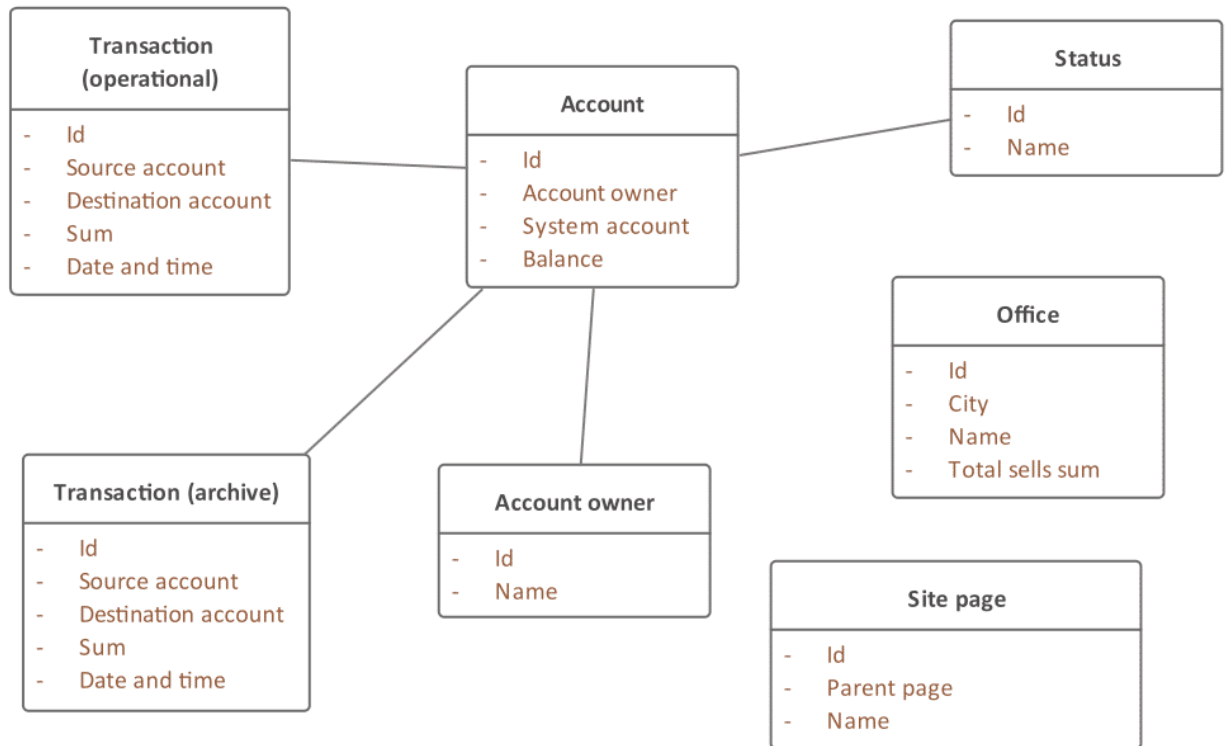 Transaction
(operational)
- Id
- Source account
- Destination account
- Sum
- Date and time
Account
- Id
- Account owner
- System account
- Balance
Status
- Id
- Name
Office
- Id
- City
- Name
- Total sells sum
Transaction (archive)
- Id
- Source account
- Destination account
- Sum
- Date and time
Account owner
- Id
- Name
Site page
- Id
- Parent page
- Name